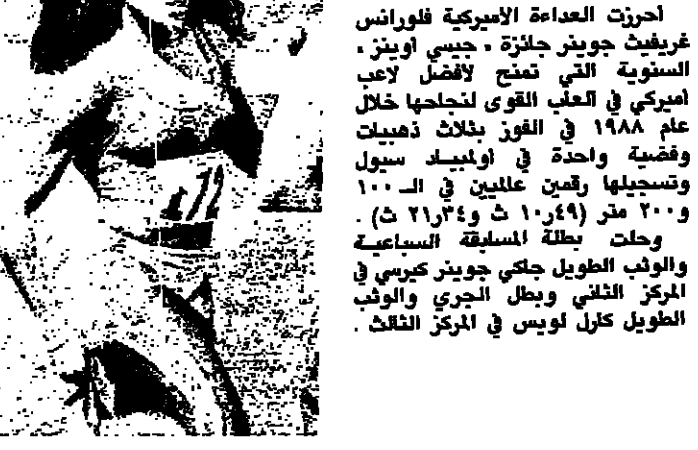 أحرزت العداءة الاميركية فلورانس
غريفيث جوينر جائزة « جيسي اوينز »
السنوية التي تمنح لأفضل لاعب
اميركي في العاب القوى لنجاحها خلال
عام ١٩٨٨ في الفوز بثلاث ذهبيات
وفضية واحدة في اولمبياد سيول
وتسجيلها رقمين عالميين في الـ ١٠٠
و٢٠٠ متر (٤٩ر١٠ ث و٣٤ر٢١ ث) .
وحلت بطلة المسابقة السباعية
والوثب الطويل جاكي جوينر كيرسي في
المركز الثاني وبطل الجري والوثب
الطويل كارل لويس في المركز الثالث .